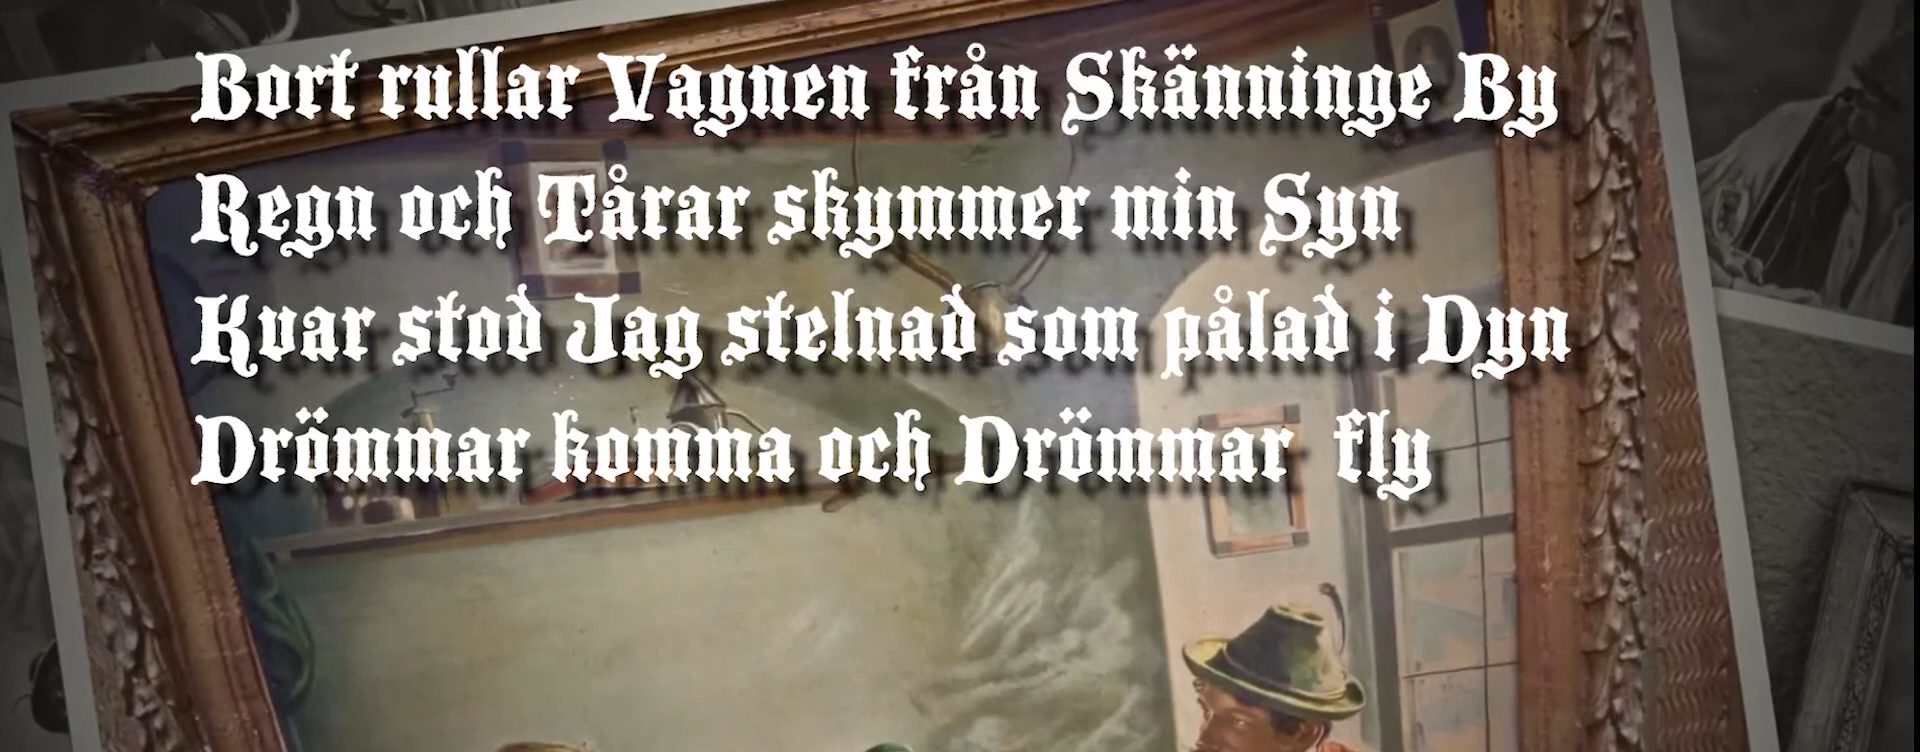 Bort rullar Vagnen från Skänninge By
Regn och Tårar skymmer min Syn
Kvar stod Jag stelnad som pålad i Dyn
Drömmar komma och Drömmar fly